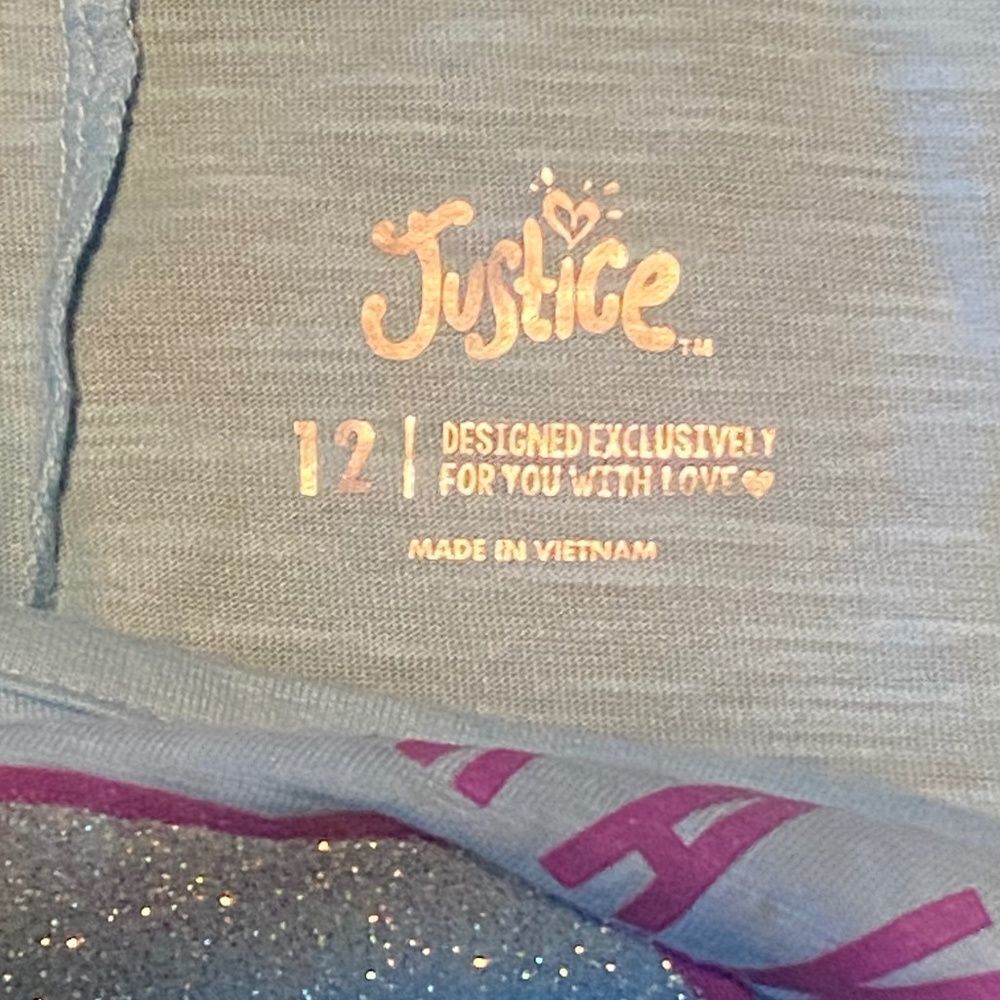 Justice™
12 | DESIGNED EXCLUSIVELY
FOR YOU WITH LOVE♥
MADE IN VIETNAM
A